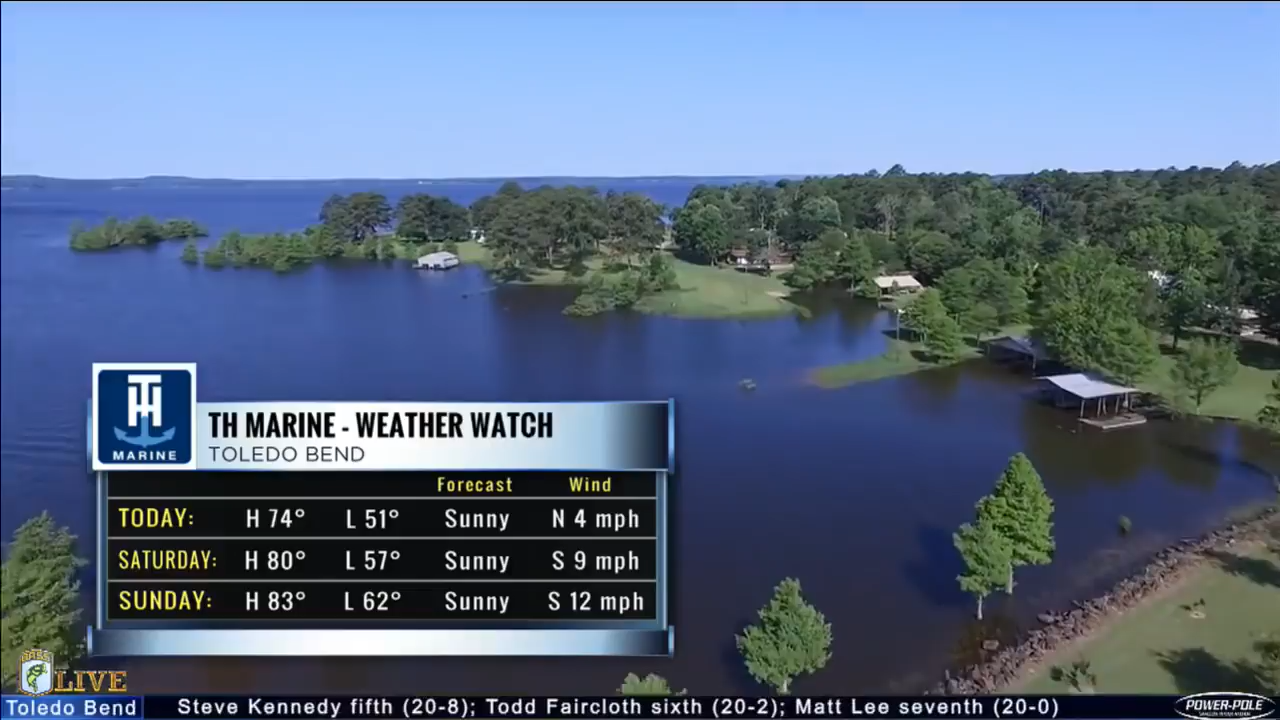 TH
MARINE
TH MARINE - WEATHER WATCH
TOLEDO BEND
Forecast Wind
TODAY: H 74° L 51° Sunny N 4 mph
SATURDAY: H 80° L 57° Sunny S 9 mph
SUNDAY: H 83° L 62° Sunny S 12 mph
BASS
LIVE
Toledo Bend Steve Kennedy fifth (20-8); Todd Faircloth sixth (20-2); Matt Lee seventh (20-0)
POWER-POLE